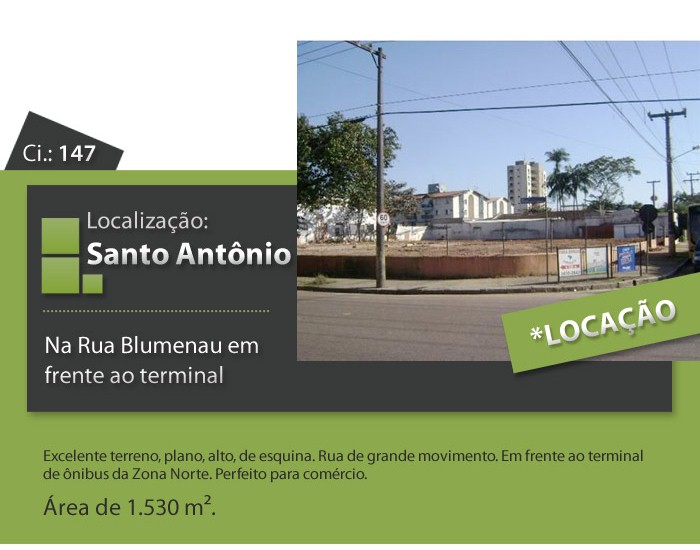 Ci.: 147
Localização:
Santo Antônio
Na Rua Blumenau em
frente ao terminal
60
*LOCAÇÃO
Excelente terreno, plano, alto, de esquina. Rua de grande movimento. Em frente ao terminal
de ônibus da Zona Norte. Perfeito para comércio.
Área de 1.530 m².